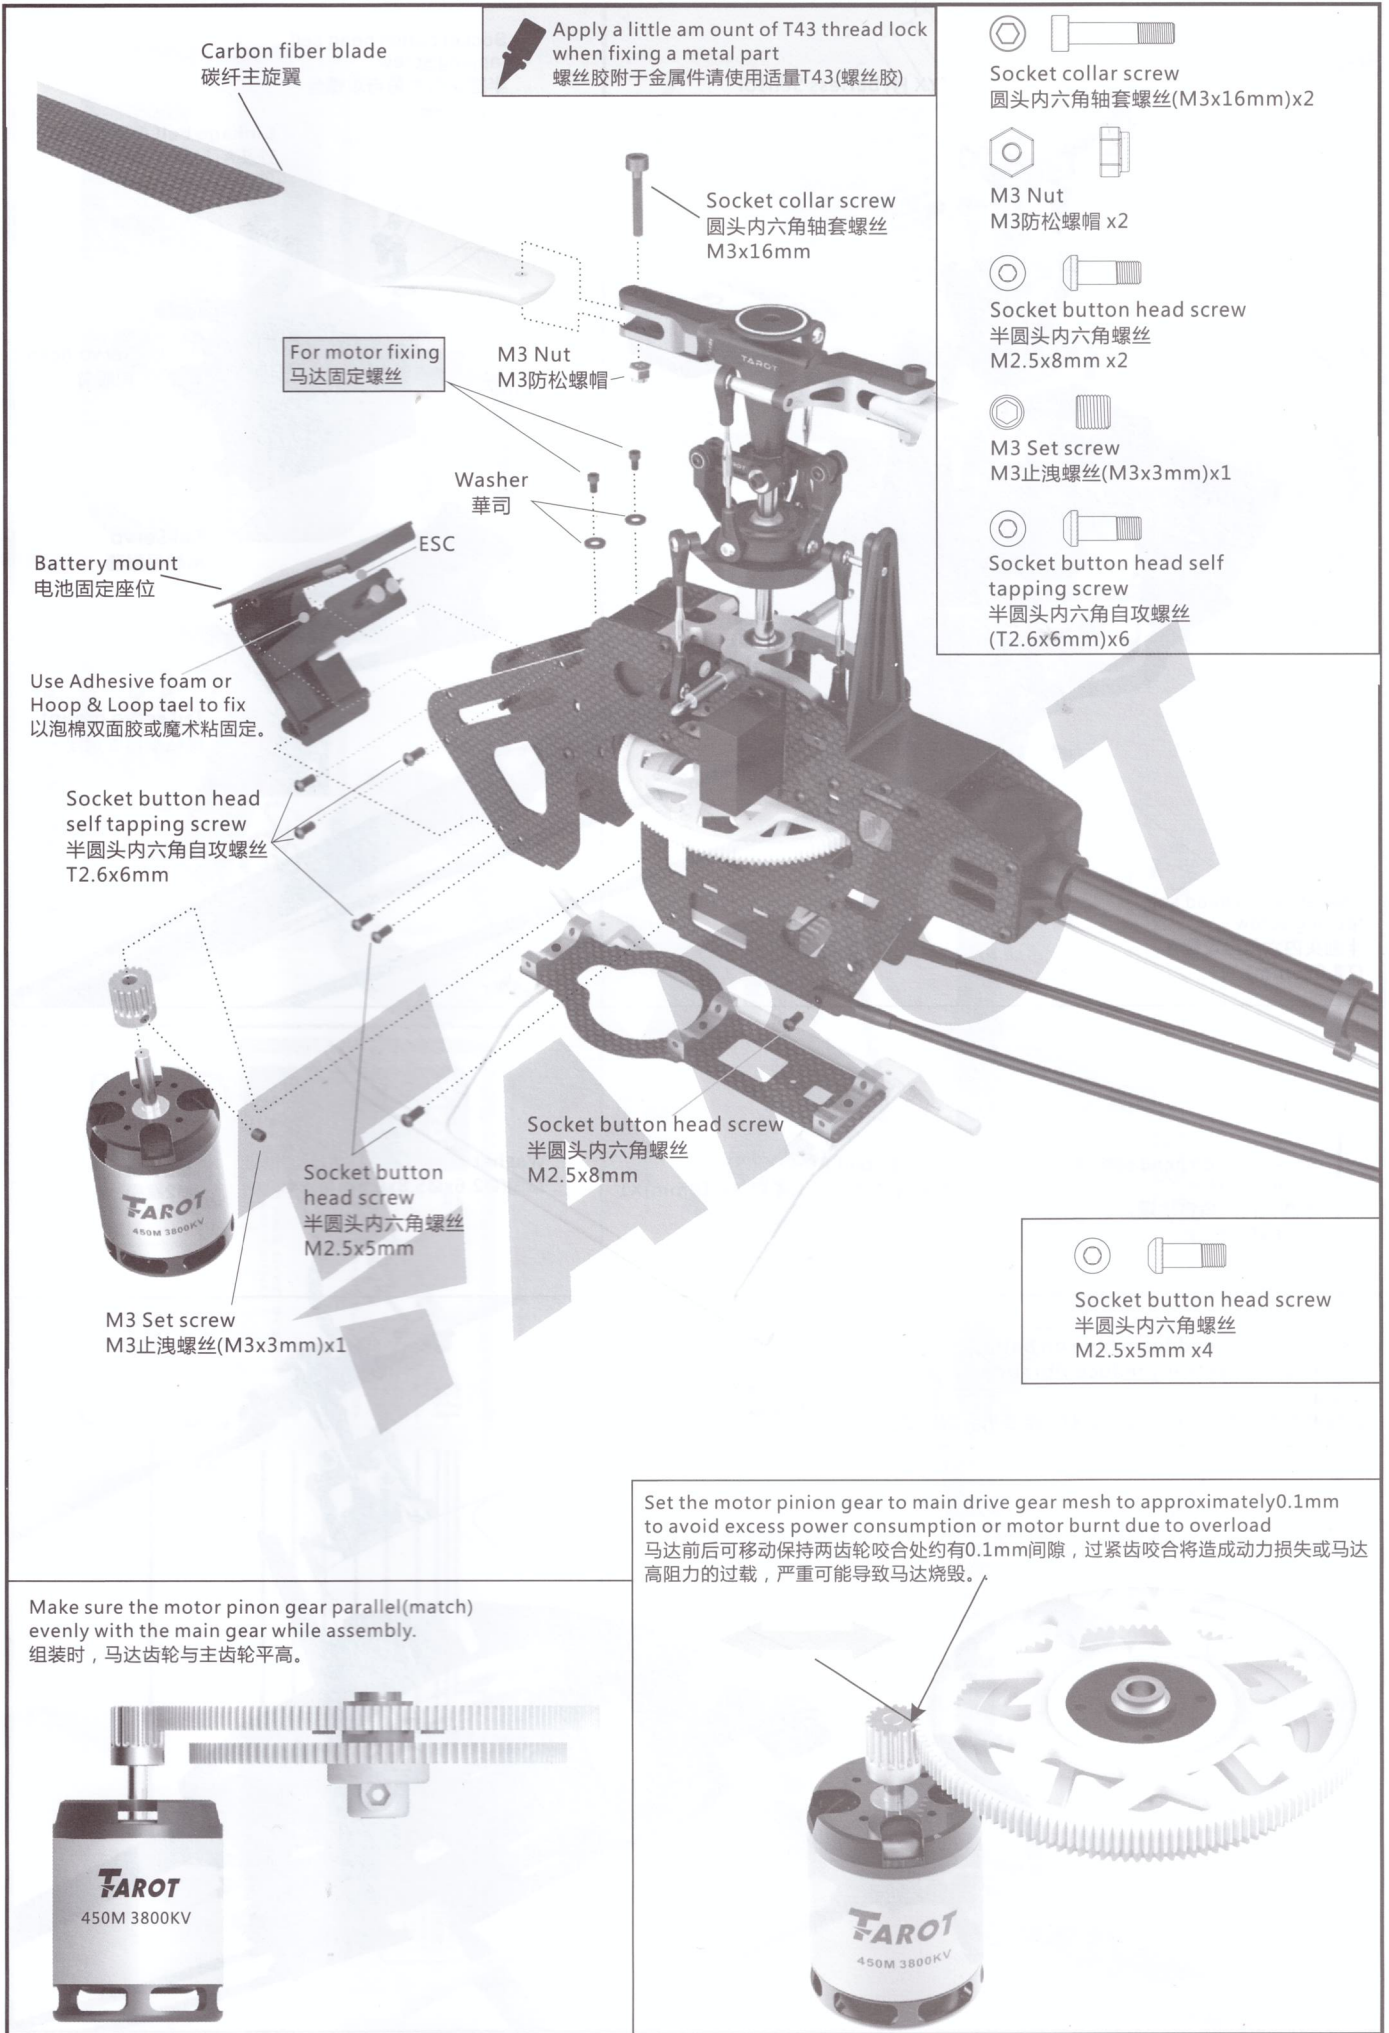 Apply a little am ount of T43 thread lock
when fixing a metal part
螺丝胶附于金属件请使用适量T43(螺丝胶)
Carbon fiber blade
碳纤主旋翼
Socket collar screw
圆头内六角轴套螺丝(M3x16mm)x2
M3 Nut
M3防松螺帽 x2
Socket button head screw
半圆头内六角螺丝
M2.5x8mm x2
M3 Set screw
M3止洩螺丝(M3x3mm)x1
Socket button head self
tapping screw
半圆头内六角自攻螺丝
(T2.6x6mm)x6
Socket collar screw
圆头内六角轴套螺丝
M3x16mm
For motor fixing
马达固定螺丝
M3 Nut
M3防松螺帽
TAROT
Washer
華司
ESC
Battery mount
电池固定座位
Use Adhesive foam or
Hoop & Loop tael to fix
以泡棉双面胶或魔术粘固定。
Socket button head
self tapping screw
半圆头内六角自攻螺丝
T2.6x6mm
TAROT
Socket button head screw
半圆头内六角螺丝
M2.5x8mm
Socket button
head screw
半圆头内六角螺丝
M2.5x5mm
TAROT
450M 3800KV
M3 Set screw
M3止洩螺丝(M3x3mm)x1
Socket button head screw
半圆头内六角螺丝
M2.5x5mm x4
Set the motor pinion gear to main drive gear mesh to approximately0.1mm
to avoid excess power consumption or motor burnt due to overload
马达前后可移动保持两齿轮咬合处约有0.1mm间隙，过紧齿咬合将造成动力损失或马达
高阻力的过载，严重可能导致马达烧毁。
Make sure the motor pinon gear parallel(match)
evenly with the main gear while assembly.
组装时，马达齿轮与主齿轮平高。
TAROT
450M 3800KV
TAROT
450M 3800KV